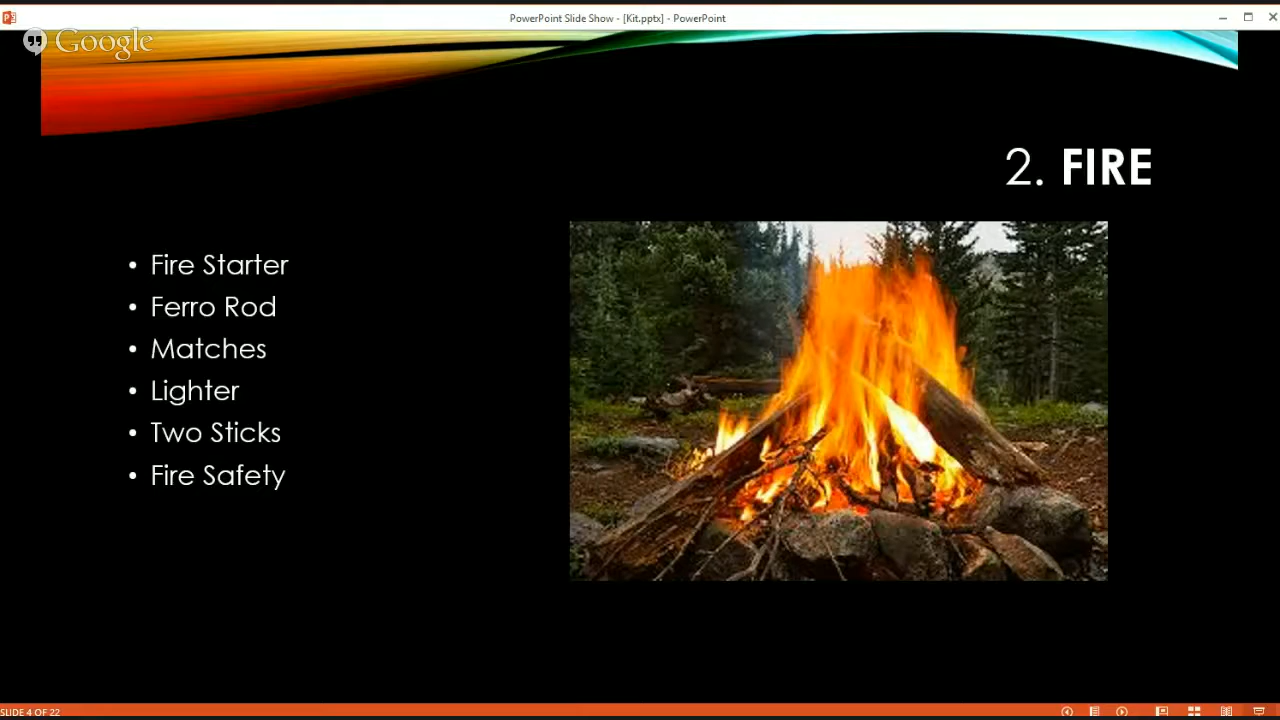 PowerPoint Slide Show - [Kit.pptx] - PowerPoint
Google
2. FIRE
• Fire Starter
• Ferro Rod
• Matches
• Lighter
• Two Sticks
• Fire Safety
SLIDE 4 OF 22